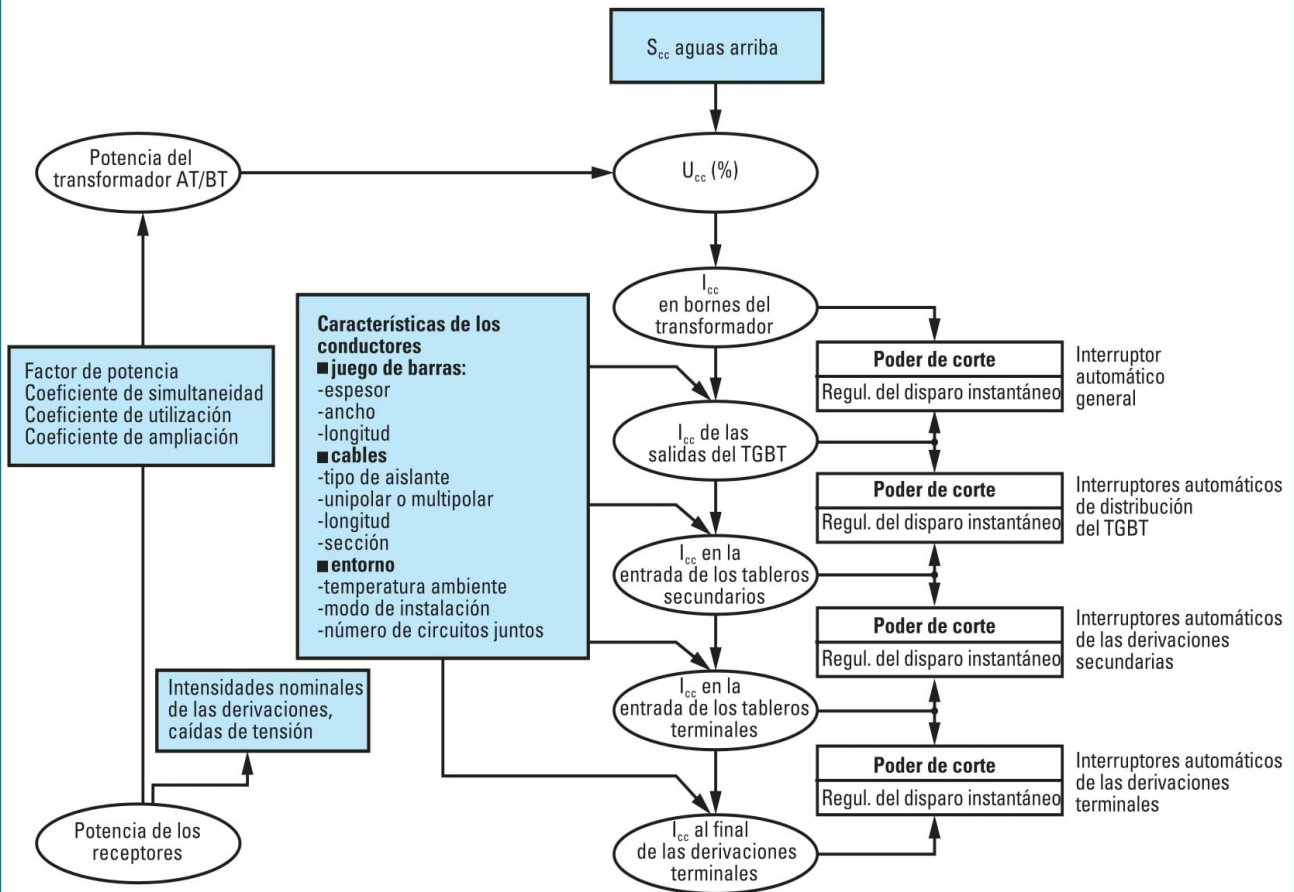 S_cc aguas arriba
Potencia del
transformador AT/BT
U_cc (%)
I_cc
en bornes del
transformador
Factor de potencia
Coeficiente de simultaneidad
Coeficiente de utilización
Coeficiente de ampliación
Características de los
conductores
■ juego de barras:
-espesor
-ancho
-longitud
■ cables
-tipo de aislante
-unipolar o multipolar
-longitud
-sección
■ entorno
-temperatura ambiente
-modo de instalación
-número de circuitos juntos
Poder de corte
Regul. del disparo instantáneo
Interruptor
automático
general
I_cc de las
salidas del TGBT
Poder de corte
Regul. del disparo instantáneo
Interruptores automáticos
de distribución
del TGBT
I_cc en la
entrada de los tableros
secundarios
Poder de corte
Regul. del disparo instantáneo
Interruptores automáticos
de las derivaciones
secundarias
Intensidades nominales
de las derivaciones,
caídas de tensión
I_cc en la
entrada de los tableros
terminales
Poder de corte
Regul. del disparo instantáneo
Interruptores automáticos
de las derivaciones
terminales
Potencia de los
receptores
I_cc al final
de las derivaciones
terminales